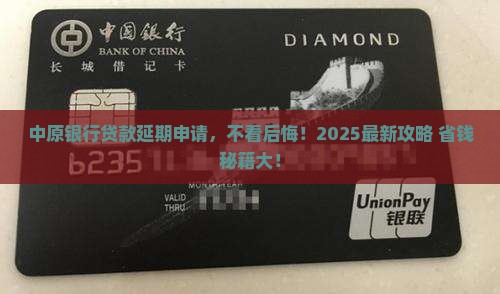 中国银行
BANK OF CHINA
DIAMOND
长城借记卡
中原银行贷款延期申请，不看后悔！2025最新攻略 省钱
秘籍大！
6235
MONTH/YEAR
VALID
THRU
UnionPay
银联